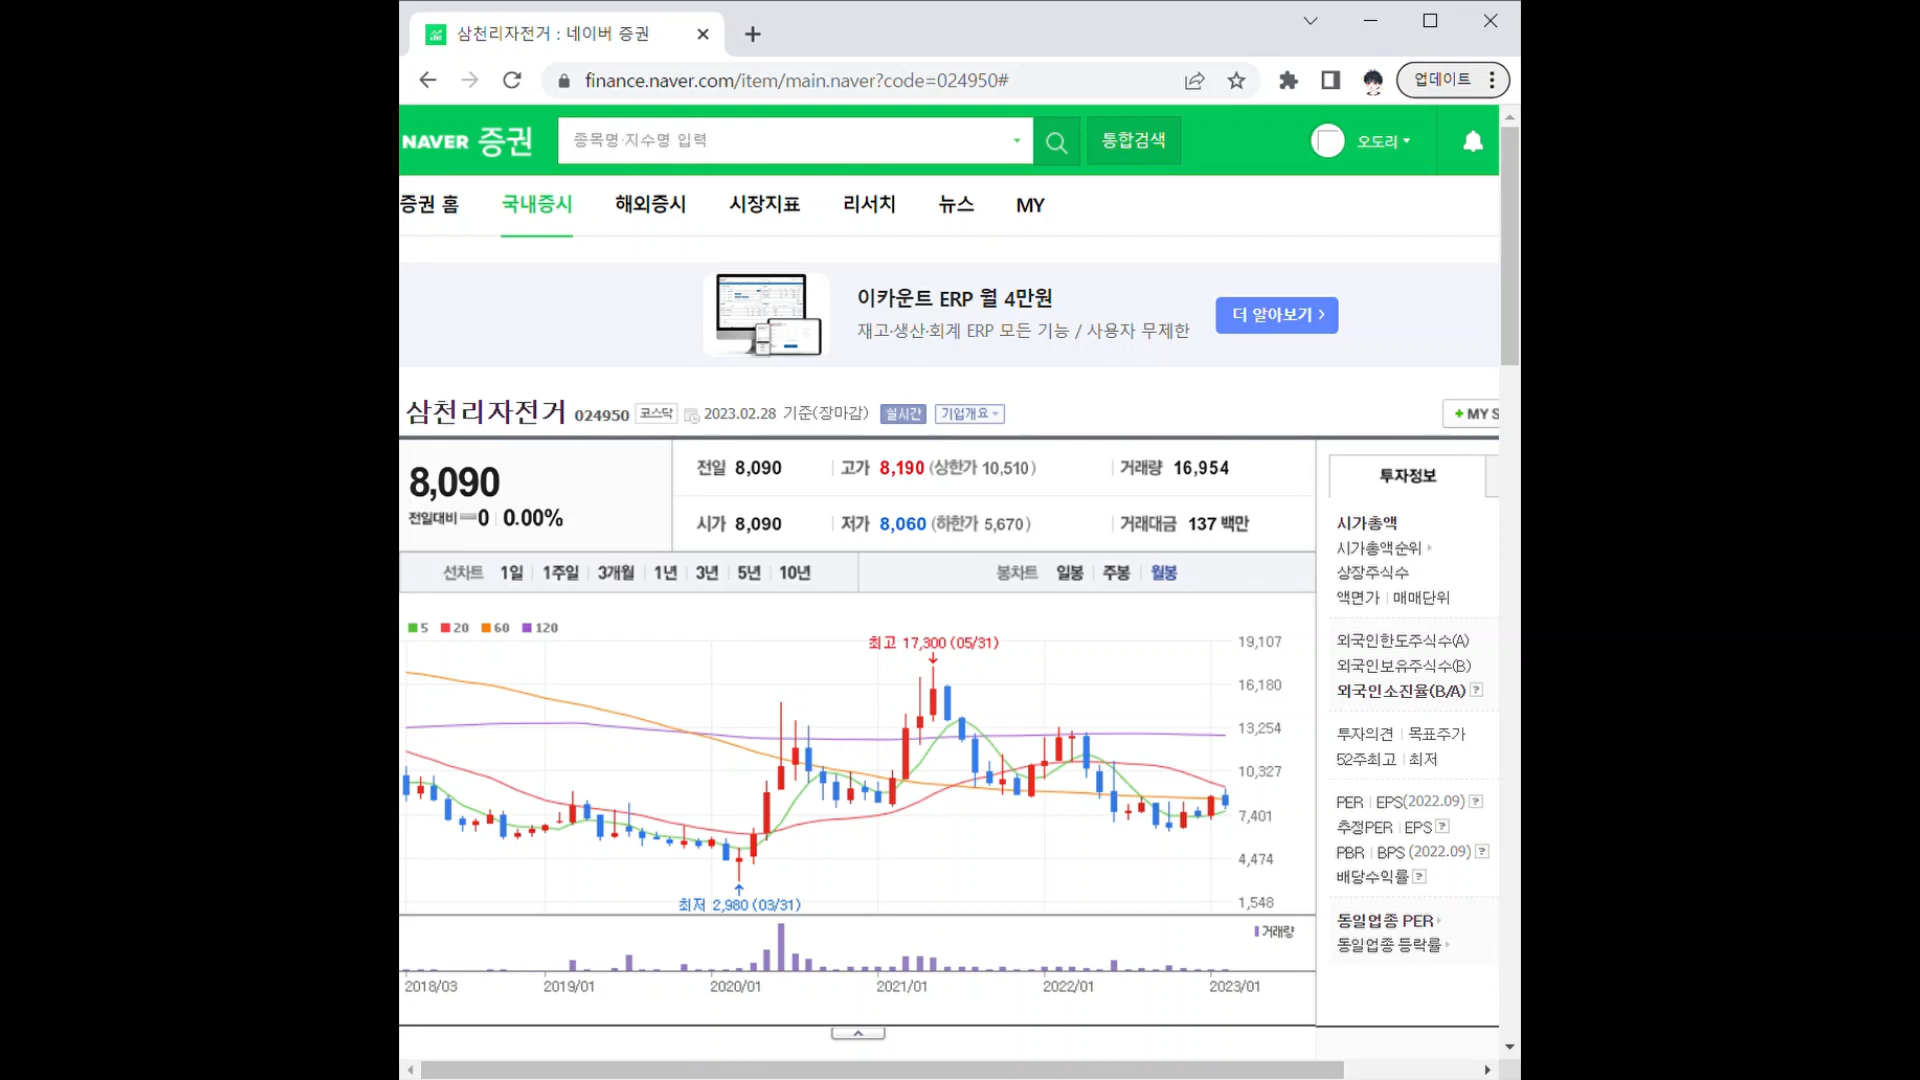 삼천리자전거 : 네이버 증권
finance.naver.com/item/main.naver?code=024950#
업데이트
NAVER 증권
종목명·지수명 입력
통합검색
오도리
증권 홈 국내증시 해외증시 시장지표 리서치 뉴스 MY
이카운트 ERP 월 4만원
재고·생산·회계 ERP 모든 기능 / 사용자 무제한
더 알아보기 >
삼천리자전거 024950 코스닥 2023.02.28 기준(장마감) 실시간 기업개요
+ MY S
8,090
전일대비 0 0.00%
전일 8,090 고가 8,190 (상한가 10,510) 거래량 16,954
시가 8,090 저가 8,060 (하한가 5,670) 거래대금 137 백만
선차트 1일 1주일 3개월 1년 3년 5년 10년 봉차트 일봉 주봉 월봉
5 20 60 120
최고 17,300 (05/31)
19,107
16,180
13,254
10,327
7,401
4,474
1,548
최저 2,980 (03/31)
거래량
2018/03 2019/01 2020/01 2021/01 2022/01 2023/01
투자정보
시가총액
시가총액순위
상장주식수
액면가 | 매매단위
외국인한도주식수(A)
외국인보유주식수(B)
외국인소진율(B/A) ?
투자의견 | 목표주가
52주최고 | 최저
PER | EPS(2022.09) ?
추정PER | EPS ?
PBR | BPS (2022.09) ?
배당수익률 ?
동일업종 PER
동일업종 등락률